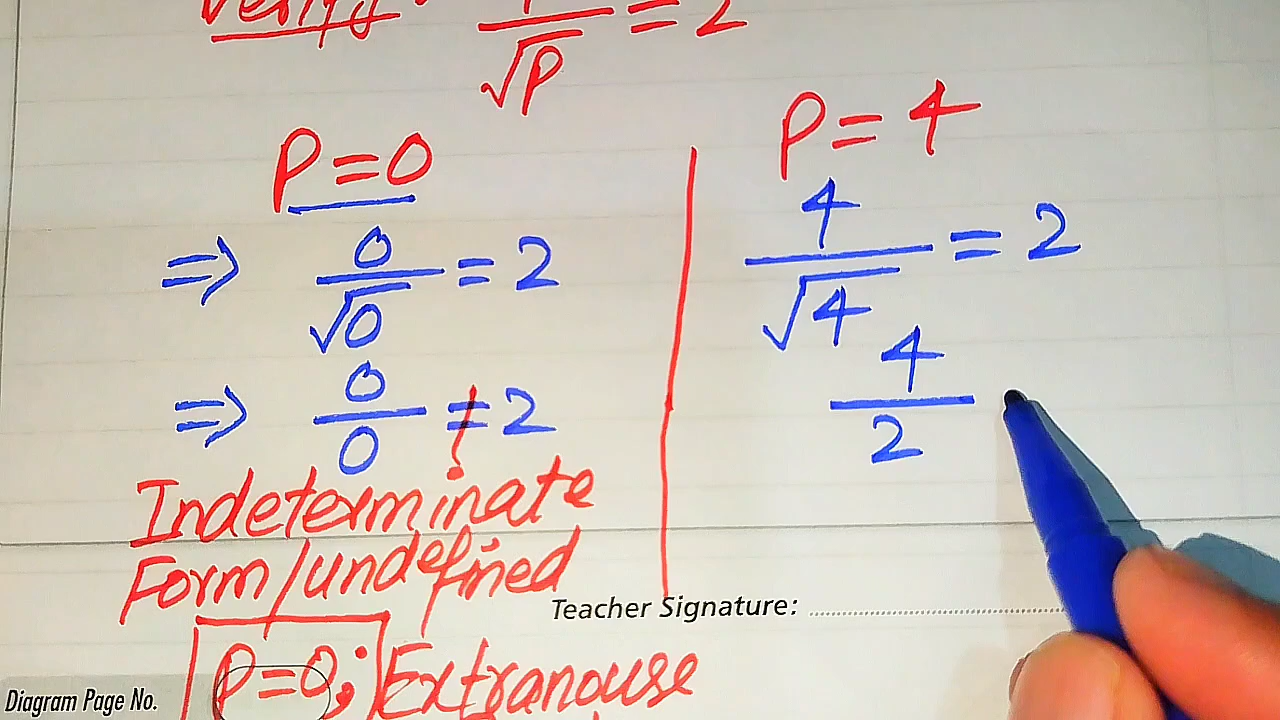 Verify:
/√P = 2
P = 0
⇒ 0/√0 = 2
⇒ 0/0 ≠ 2
Indeterminate
Form/undefined
P=0; Extranouse
P = 4
4/√4 = 2
4/2
Teacher Signature:
Diagram Page No.